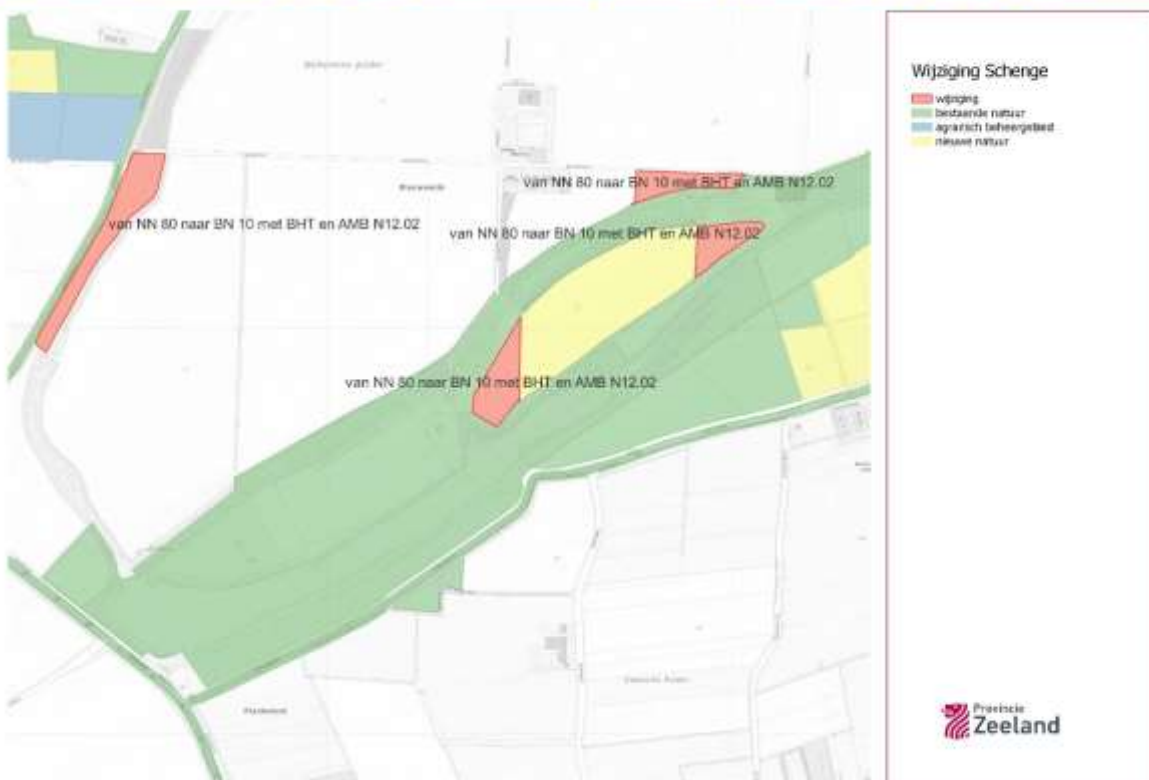 Wijziging Schenge
wijziging
bestaande natuur
agrarisch beheergebied
nieuwe natuur
van NN 80 naar BN 10 met BHT en AMB N12.02
van NN 80 naar BN 10 met BHT en AMB N12.02
van NN 80 naar BN 10 met BHT en AMB N12.02
van NN 80 naar BN 10 met BHT en AMB N12.02
Provincie
Zeeland